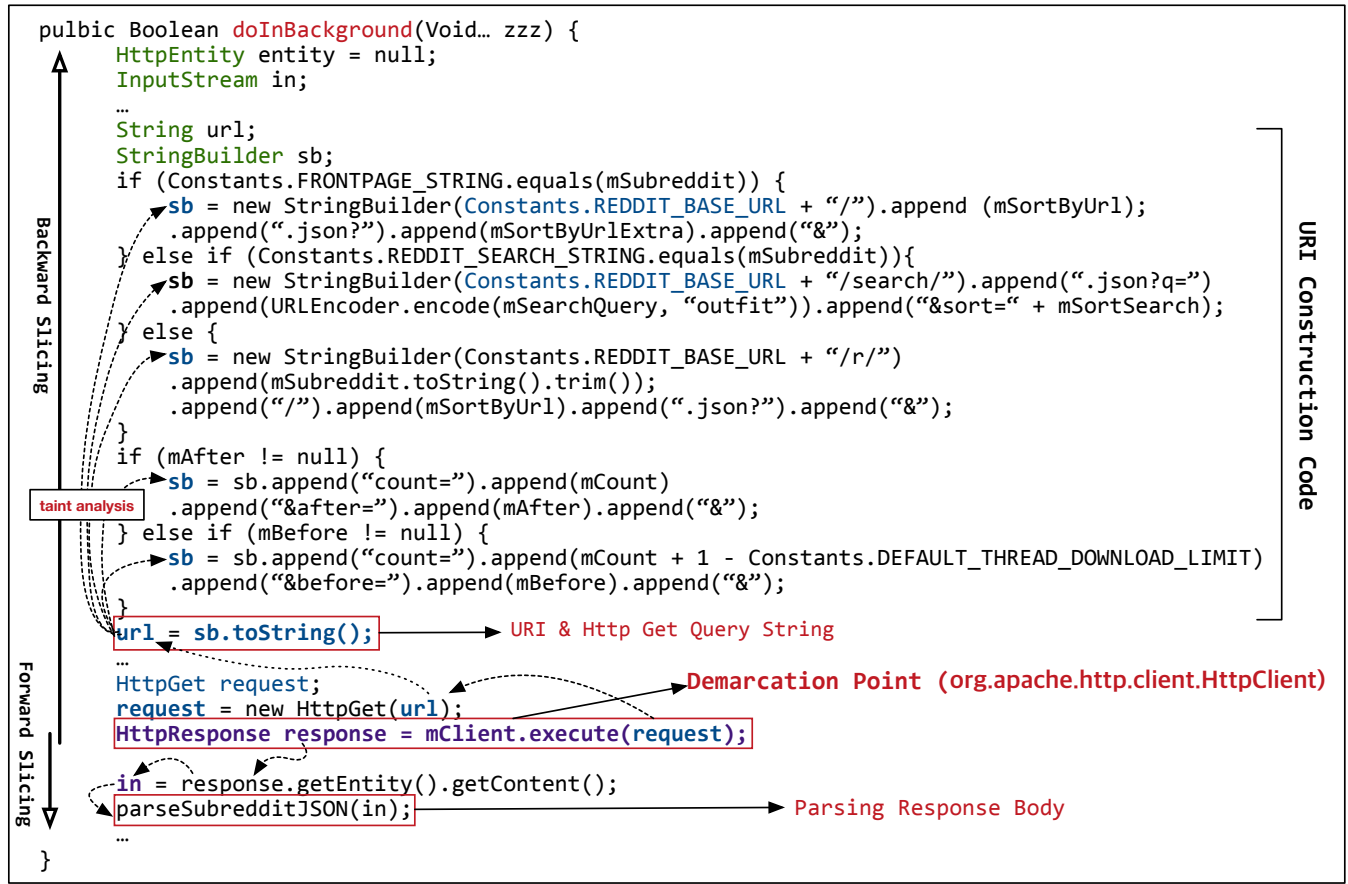 pulbic Boolean doInBackground(Void… zzz) {
HttpEntity entity = null;
InputStream in;
…
String url;
StringBuilder sb;
if (Constants.FRONTPAGE_STRING.equals(mSubreddit)) {
sb = new StringBuilder(Constants.REDDIT_BASE_URL + “/”).append (mSortByUrl);
.append(“.json?”).append(mSortByUrlExtra).append(“&”);
} else if (Constants.REDDIT_SEARCH_STRING.equals(mSubreddit)){
sb = new StringBuilder(Constants.REDDIT_BASE_URL + “/search/”).append(“.json?q=”)
.append(URLEncoder.encode(mSearchQuery, “outfit”)).append(“&sort=“ + mSortSearch);
} else {
sb = new StringBuilder(Constants.REDDIT_BASE_URL + “/r/”)
.append(mSubreddit.toString().trim());
.append(“/”).append(mSortByUrl).append(“.json?”).append(“&”);
}
if (mAfter != null) {
sb = sb.append(“count=”).append(mCount)
.append(“&after=”).append(mAfter).append(“&”);
} else if (mBefore != null) {
sb = sb.append(“count=”).append(mCount + 1 - Constants.DEFAULT_THREAD_DOWNLOAD_LIMIT)
.append(“&before=”).append(mBefore).append(“&”);
}
url = sb.toString();
URI & Http Get Query String
…
HttpGet request;
Demarcation Point (org.apache.http.client.HttpClient)
request = new HttpGet(url);
HttpResponse response = mClient.execute(request);
in = response.getEntity().getContent();
parseSubredditJSON(in);
Parsing Response Body
…
}
Backward Slicing
taint analysis
Forward Slicing
URI Construction Code